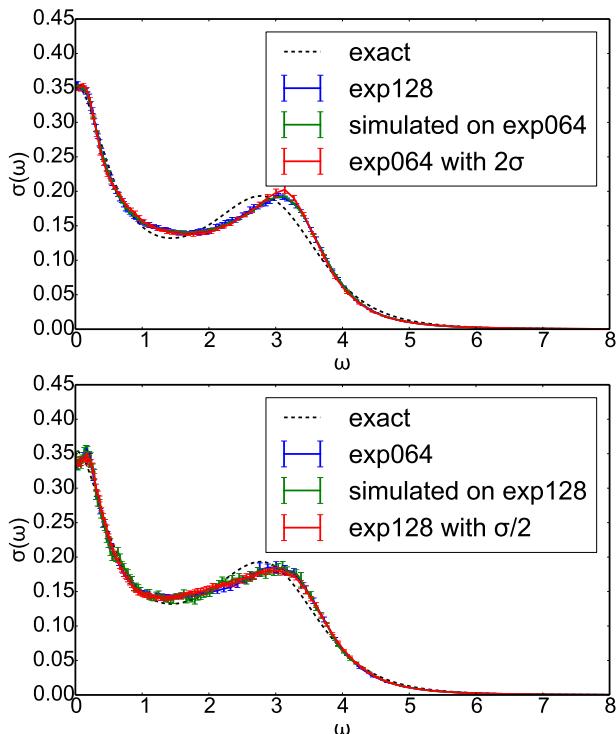 0.45
0.40
0.35
0.30
0.25
0.20
0.15
0.10
0.05
0.00
σ(ω)
0 1 2 3 4 5 6 7 8
ω
exact
exp128
simulated on exp064
exp064 with 2σ
0.45
0.40
0.35
0.30
0.25
0.20
0.15
0.10
0.05
0.00
σ(ω)
0 1 2 3 4 5 6 7 8
ω
exact
exp064
simulated on exp128
exp128 with σ/2